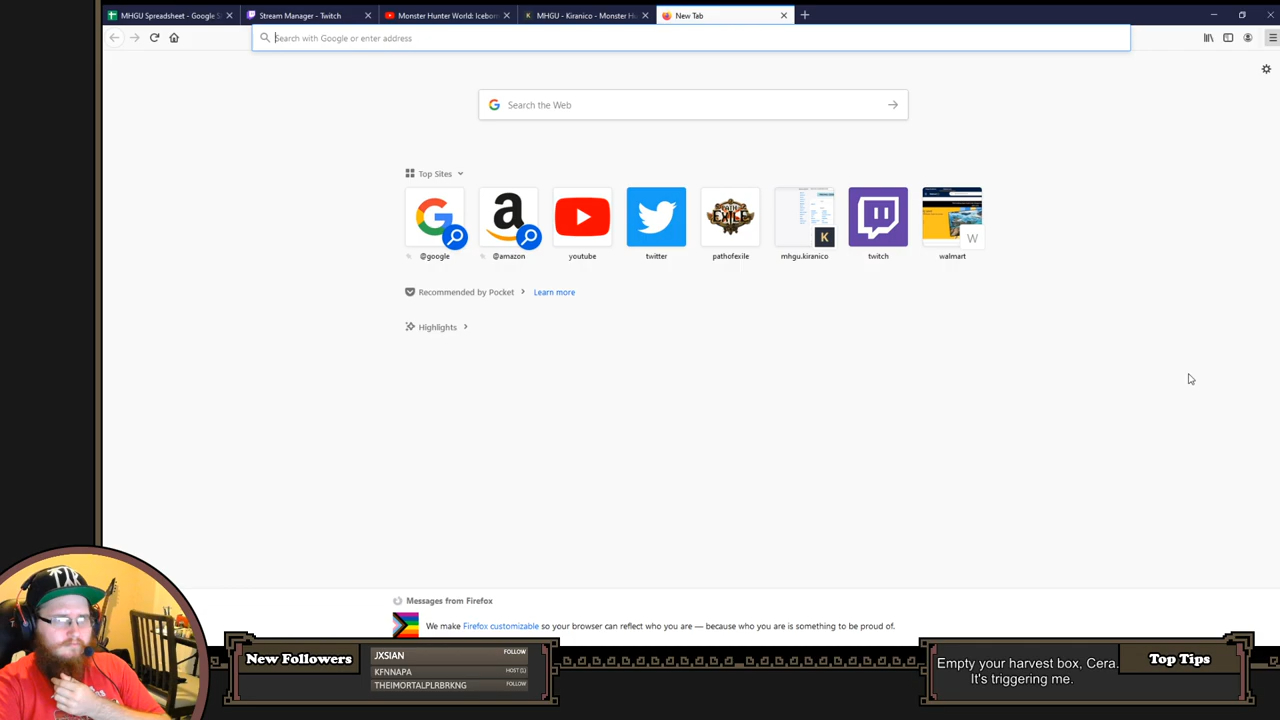 MHGU Spreadsheet - Google S
Stream Manager - Twitch
Monster Hunter World: Icebor
MHGU - Kiranico - Monster H
New Tab
Search with Google or enter address
Search the Web
Top Sites
@google
@amazon
youtube
twitter
pathofexile
mhgu.kiranico
twitch
walmart
Recommended by Pocket
Learn more
Highlights
Messages from Firefox
We make Firefox customizable so your browser can reflect who you are — because who you are is something to be proud of.
New Followers
JXSIAN FOLLOW
KFNNAPA HOST (1)
THEIMORTALPLRBRKNG FOLLOW
Empty your harvest box, Cera.
It's triggering me.
Top Tips